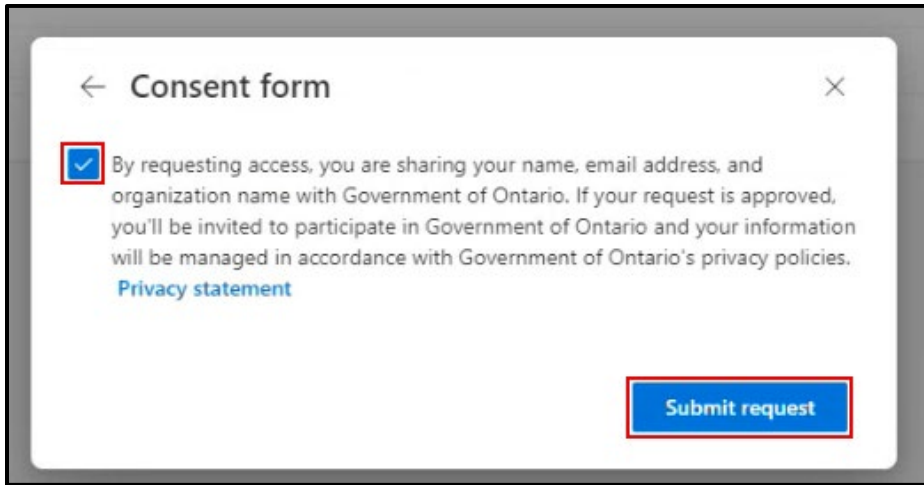 Consent form
By requesting access, you are sharing your name, email address, and
organization name with Government of Ontario. If your request is approved,
you'll be invited to participate in Government of Ontario and your information
will be managed in accordance with Government of Ontario's privacy policies.
Privacy statement
Submit request